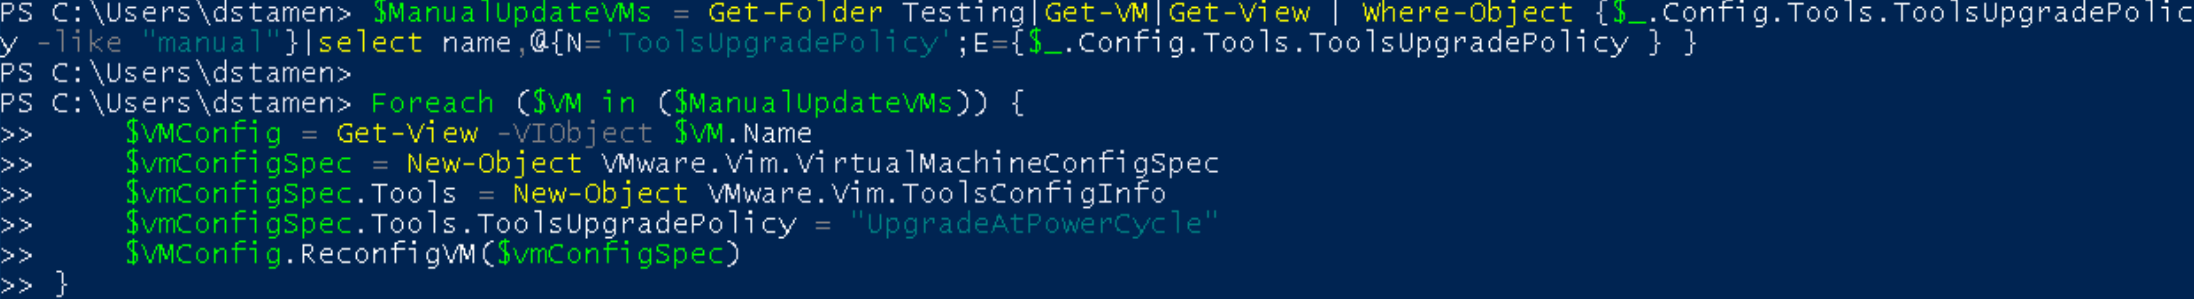 PS C:\Users\dstamen> $ManualUpdateVMs = Get-Folder Testing|Get-VM|Get-View | Where-Object {$_.Config.Tools.ToolsUpgradePolic
y -like "manual"}|select name,@{N='ToolsUpgradePolicy';E={$_.Config.Tools.ToolsUpgradePolicy } }
PS C:\Users\dstamen>
PS C:\Users\dstamen> Foreach ($VM in ($ManualUpdateVMs)) {
>>     $VMConfig = Get-View -VIObject $VM.Name
>>     $vmConfigSpec = New-Object VMware.Vim.VirtualMachineConfigSpec
>>     $vmConfigSpec.Tools = New-Object VMware.Vim.ToolsConfigInfo
>>     $vmConfigSpec.Tools.ToolsUpgradePolicy = "UpgradeAtPowerCycle"
>>     $VMConfig.ReconfigVM($vmConfigSpec)
>> }